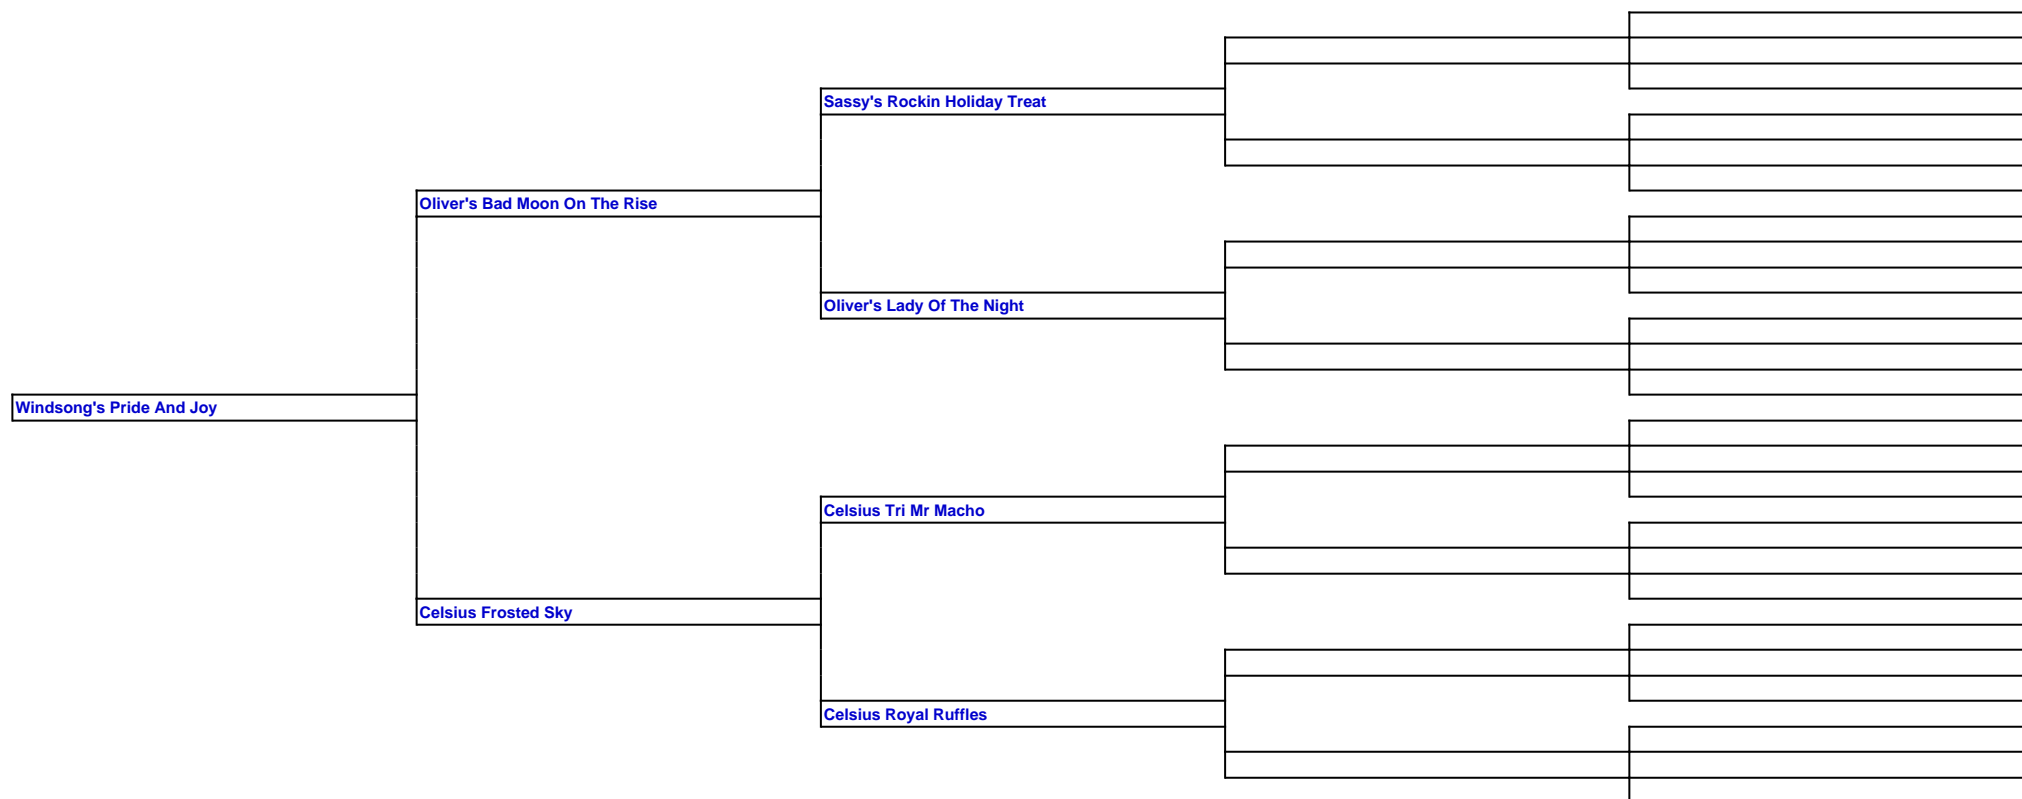 Sassy's Rockin Holiday Treat
Oliver's Bad Moon On The Rise
Oliver's Lady Of The Night
Windsong's Pride And Joy
Celsius Tri Mr Macho
Celsius Frosted Sky
Celsius Royal Ruffles